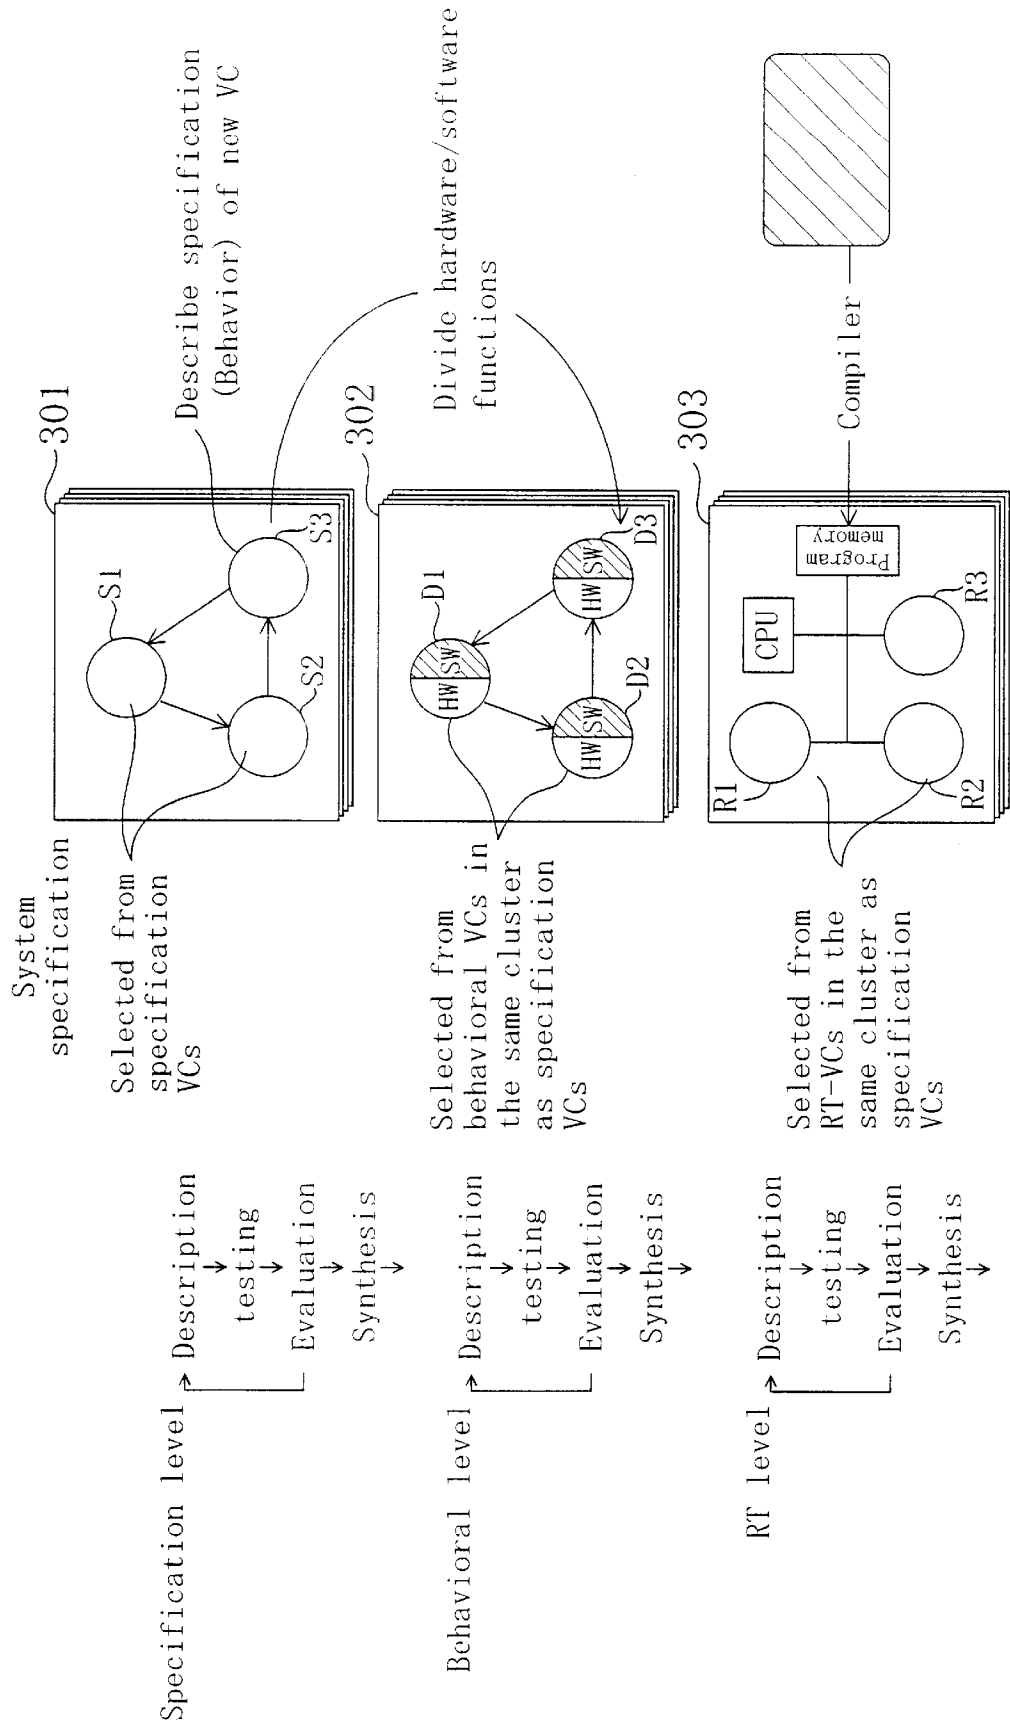 Specification level
Description
testing
Evaluation
Synthesis
System
specification
Selected from
specification
VCs
301
S1
S2
S3
Describe specification
(Behavior) of new VC
Divide hardware/software
functions
Behavioral level
Description
testing
Evaluation
Synthesis
Selected from
behavioral VCs in
the same cluster
as specification
VCs
302
D1
HW SW
HW SW
D2
HW SW
D3
RT level
Description
testing
Evaluation
Synthesis
Selected from
RT-VCs in the
same cluster as
specification
VCs
303
R1
CPU
Program
memory
R2
R3
Compiler